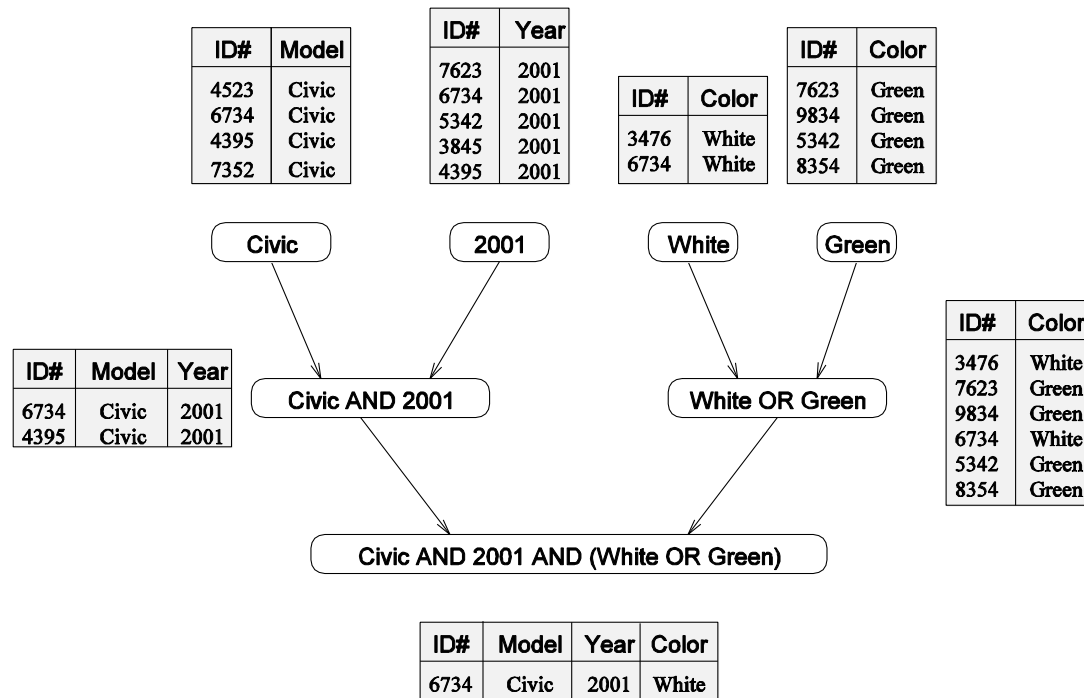 ID# Model
4523 Civic
6734 Civic
4395 Civic
7352 Civic
ID# Year
7623 2001
6734 2001
5342 2001
3845 2001
4395 2001
ID# Color
3476 White
6734 White
ID# Color
7623 Green
9834 Green
5342 Green
8354 Green
Civic
2001
White
Green
ID# Model Year
6734 Civic 2001
4395 Civic 2001
Civic AND 2001
White OR Green
ID# Color
3476 White
7623 Green
9834 Green
6734 White
5342 Green
8354 Green
Civic AND 2001 AND (White OR Green)
ID# Model Year Color
6734 Civic 2001 White